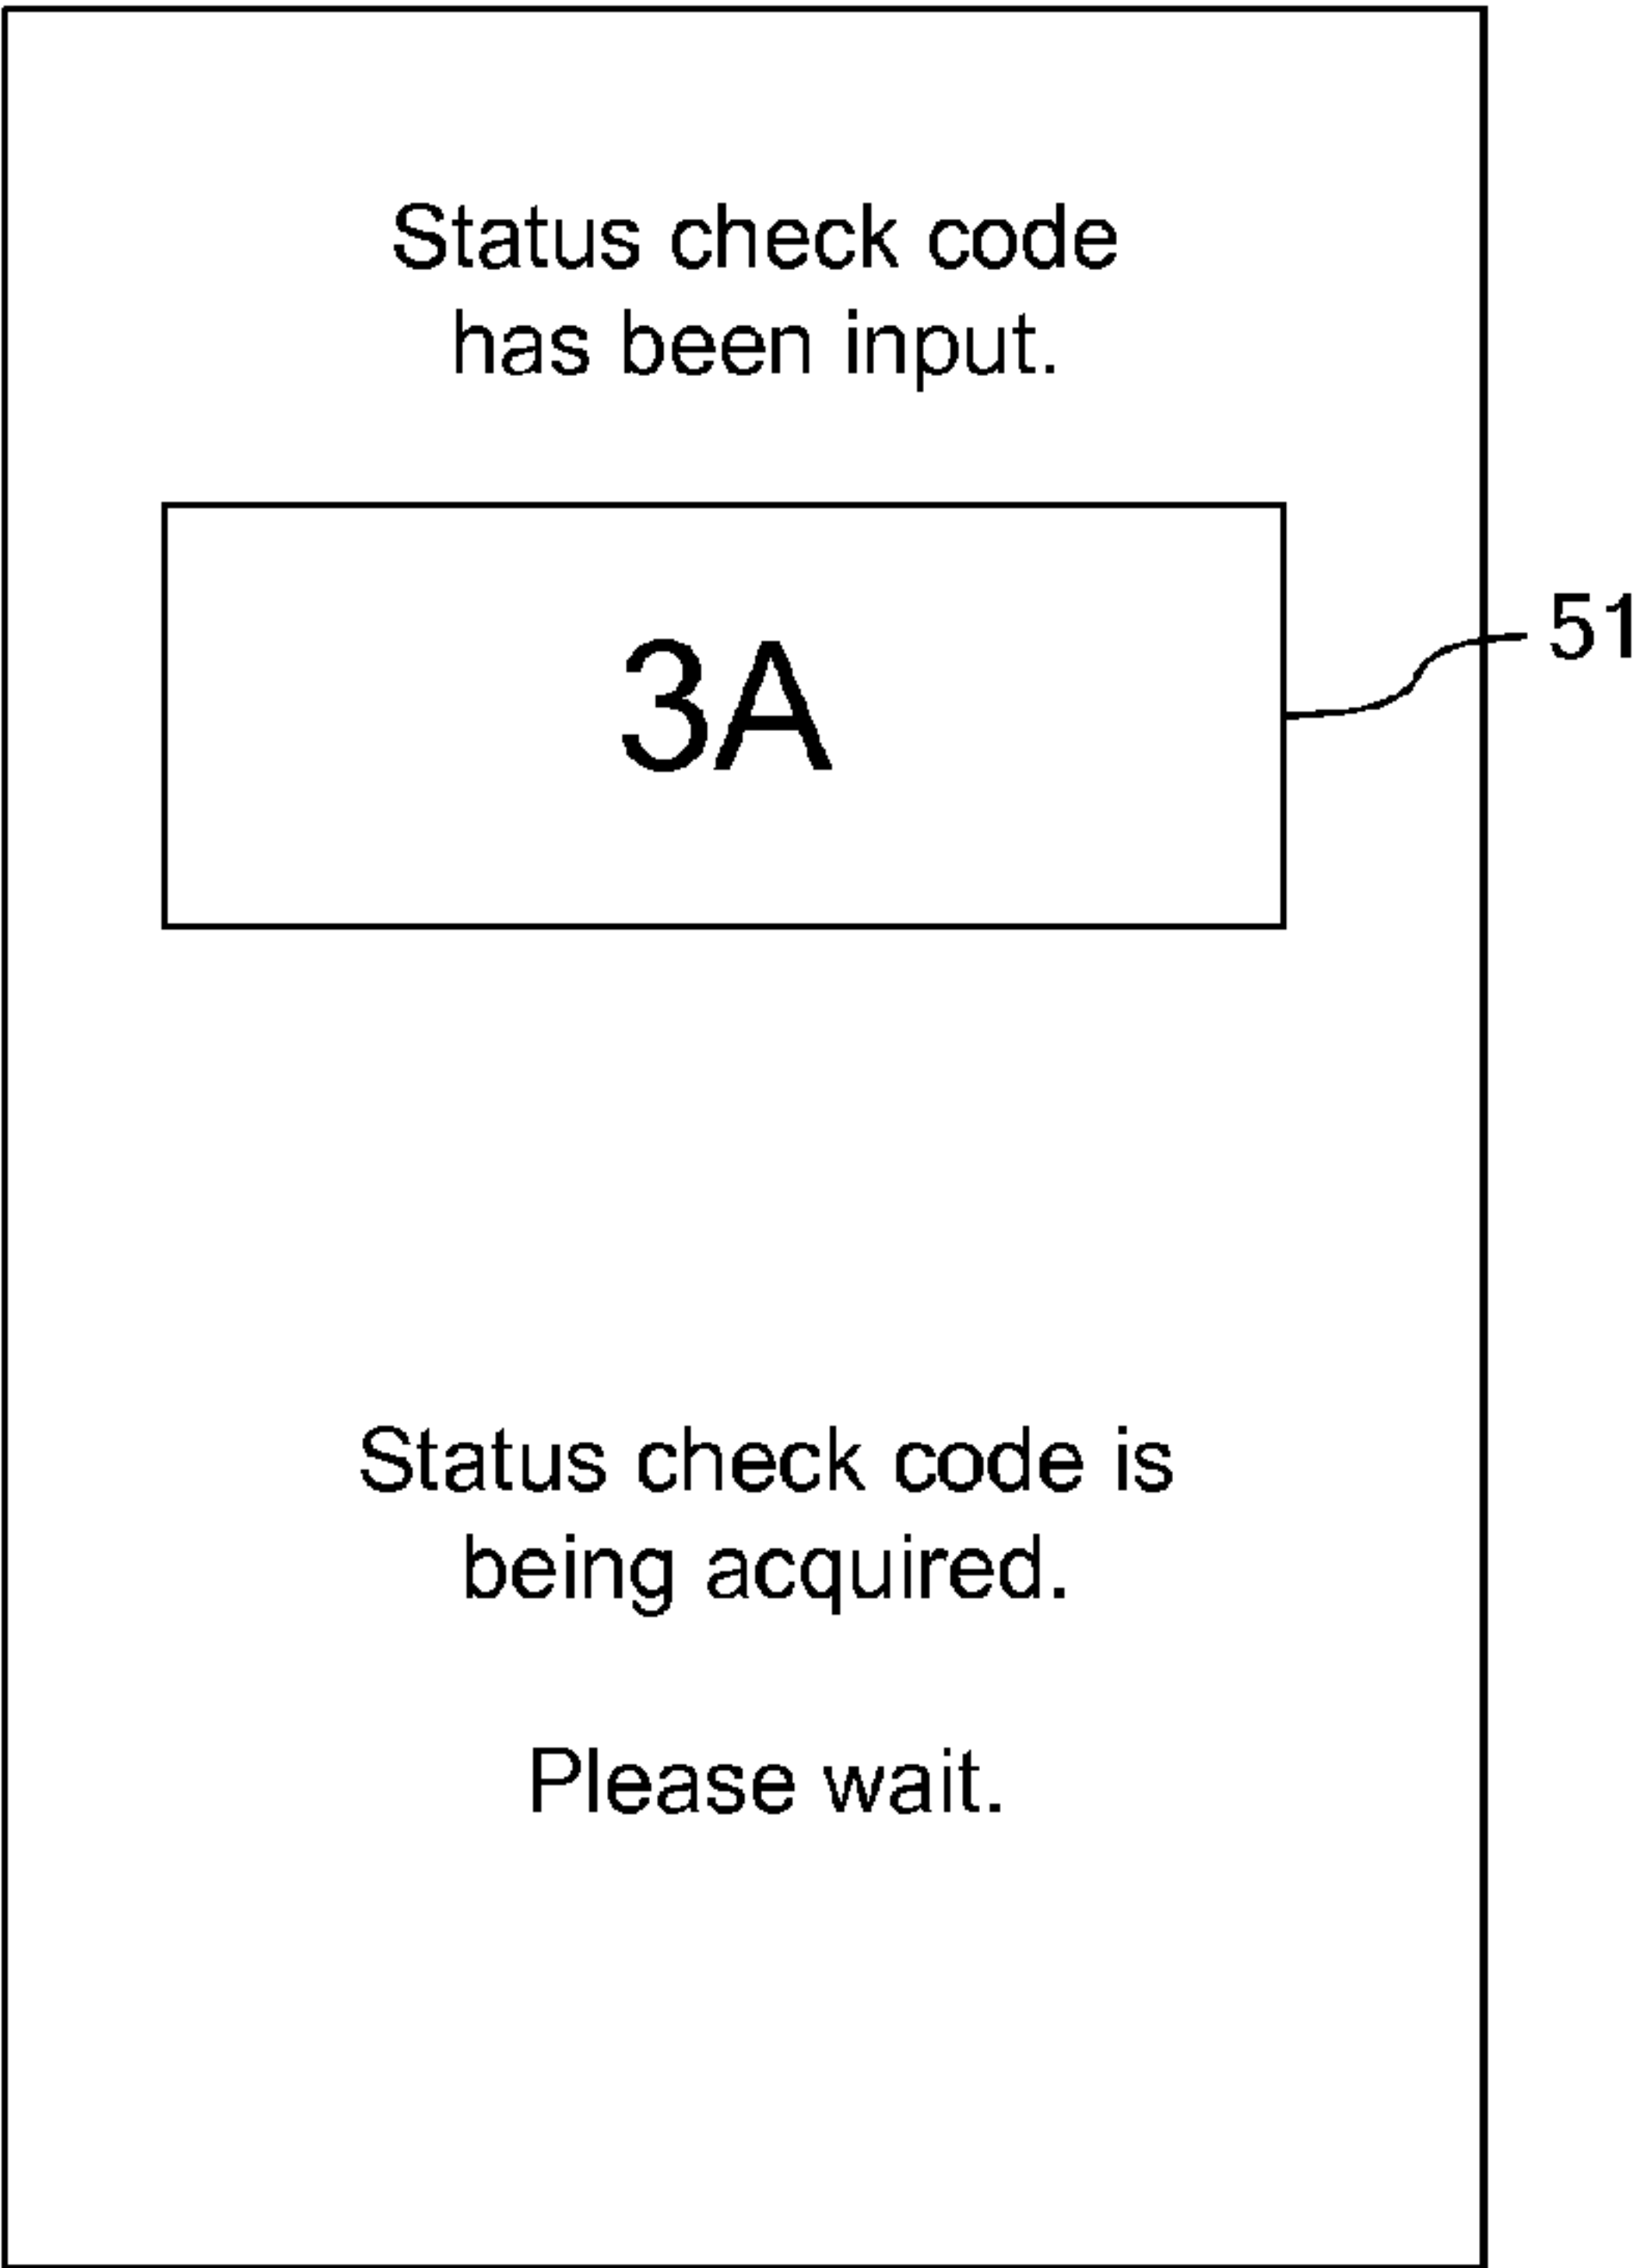 Status check code
has been input.
3A
51
Status check code is
being acquired.
Please wait.